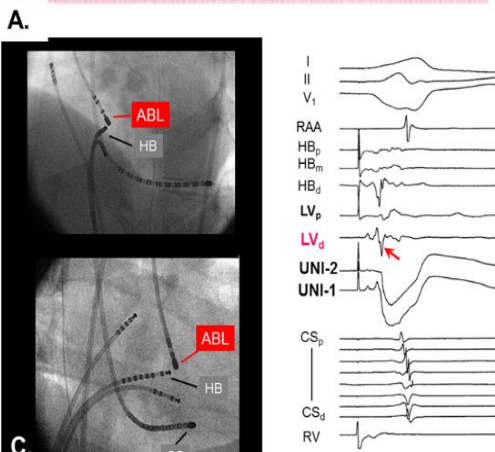 A.
ABL
HB
ABL
HB
C.
I
II
V1
RAA
HBp
HBm
HBd
LVp
LVd
UNI-2
UNI-1
CSp
CSd
RV